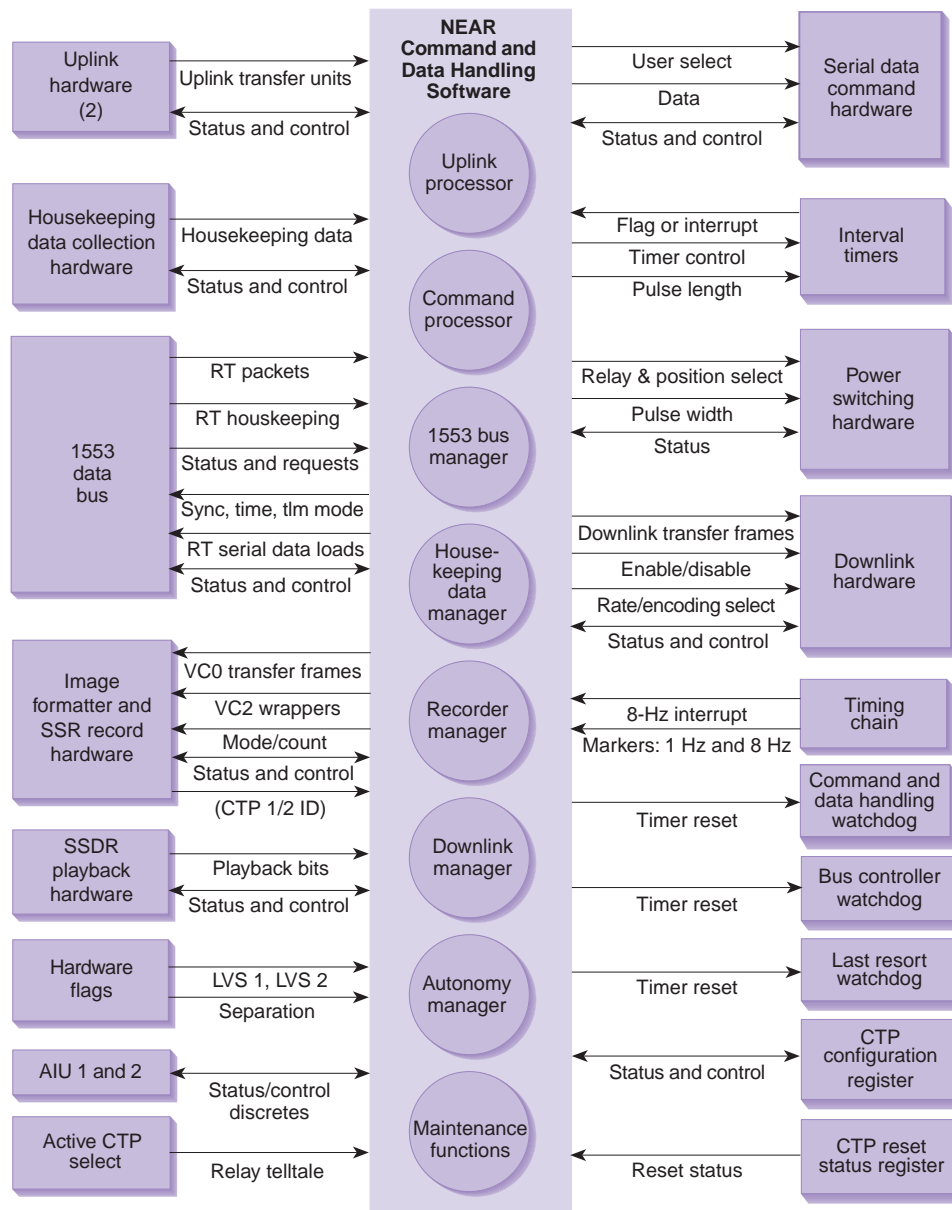 NEAR
Command and
Data Handling
Software
Uplink
hardware
(2)
Uplink transfer units
Status and control
Housekeeping
data collection
hardware
Housekeeping data
Status and control
1553
data
bus
RT packets
RT houskeeping
Status and requests
Sync, time, tlm mode
RT serial data loads
Status and control
Image
formatter and
SSR record
hardware
VC0 transfer frames
VC2 wrappers
Mode/count
Status and control
(CTP 1/2 ID)
SSDR
playback
hardware
Playback bits
Status and control
Hardware
flags
LVS 1, LVS 2
Separation
AIU 1 and 2
Status/control
discretes
Active CTP
select
Relay telltale
Uplink
processor
Command
processor
1553 bus
manager
House-
keeping
data
manager
Recorder
manager
Downlink
manager
Autonomy
manager
Maintenance
functions
User select
Data
Status and control
Serial data
command
hardware
Flag or interrupt
Timer control
Pulse length
Interval
timers
Relay & position select
Pulse width
Status
Power
switching
hardware
Downlink transfer frames
Enable/disable
Rate/encoding select
Status and control
Downlink
hardware
8-Hz interrupt
Markers: 1 Hz and 8 Hz
Timing
chain
Timer reset
Command and
data handling
watchdog
Timer reset
Bus controller
watchdog
Timer reset
Last resort
watchdog
Status and control
CTP
configuration
register
Reset status
CTP reset
status register